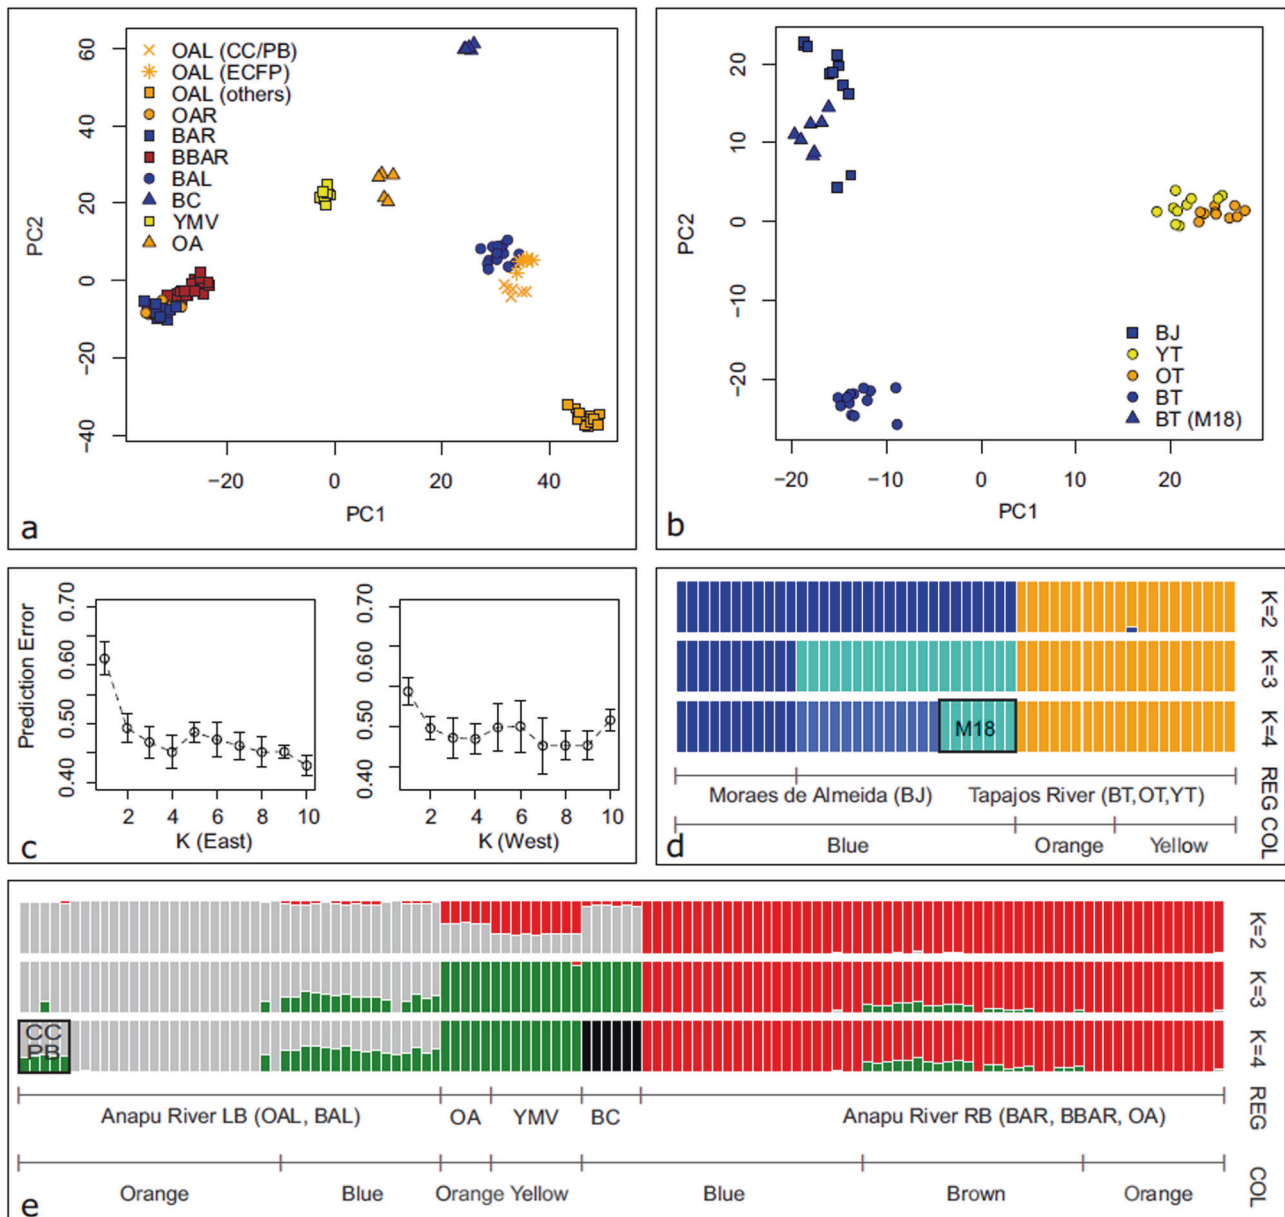 OAL (CC/PB)
OAL (ECFP)
OAL (others)
OAR
BAR
BBAR
BAL
BC
YMV
OA
PC2
60
40
20
0
−20
−40
−20
0
20
40
PC1
a
PC2
20
10
0
−10
−20
BJ
YT
OT
BT
BT (M18)
−20
−10
0
10
20
PC1
b
Prediction Error
0.70
0.60
0.50
0.40
2
4
6
8
10
K (East)
0.70
0.60
0.50
0.40
2
4
6
8
10
K (West)
c
K=2
K=3
M18
K=4
REG
Moraes de Almeida (BJ)
Tapajos River (BT,OT,YT)
COL
Blue
Orange
Yellow
d
K=2
K=3
CC
PB
K=4
REG
Anapu River LB (OAL, BAL)
OA
YMV
BC
Anapu River RB (BAR, BBAR, OA)
COL
Orange
Blue
Orange
Yellow
Blue
Brown
Orange
e